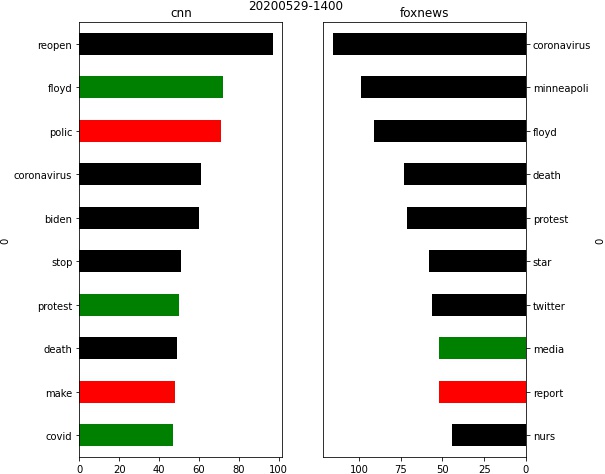 20200529-1400
cnn
foxnews
reopen
floyd
polic
coronavirus
biden
stop
protest
death
make
covid
0
0 20 40 60 80 100
coronavirus
minneapoli
floyd
death
protest
star
twitter
media
report
nurs
0
100 75 50 25 0